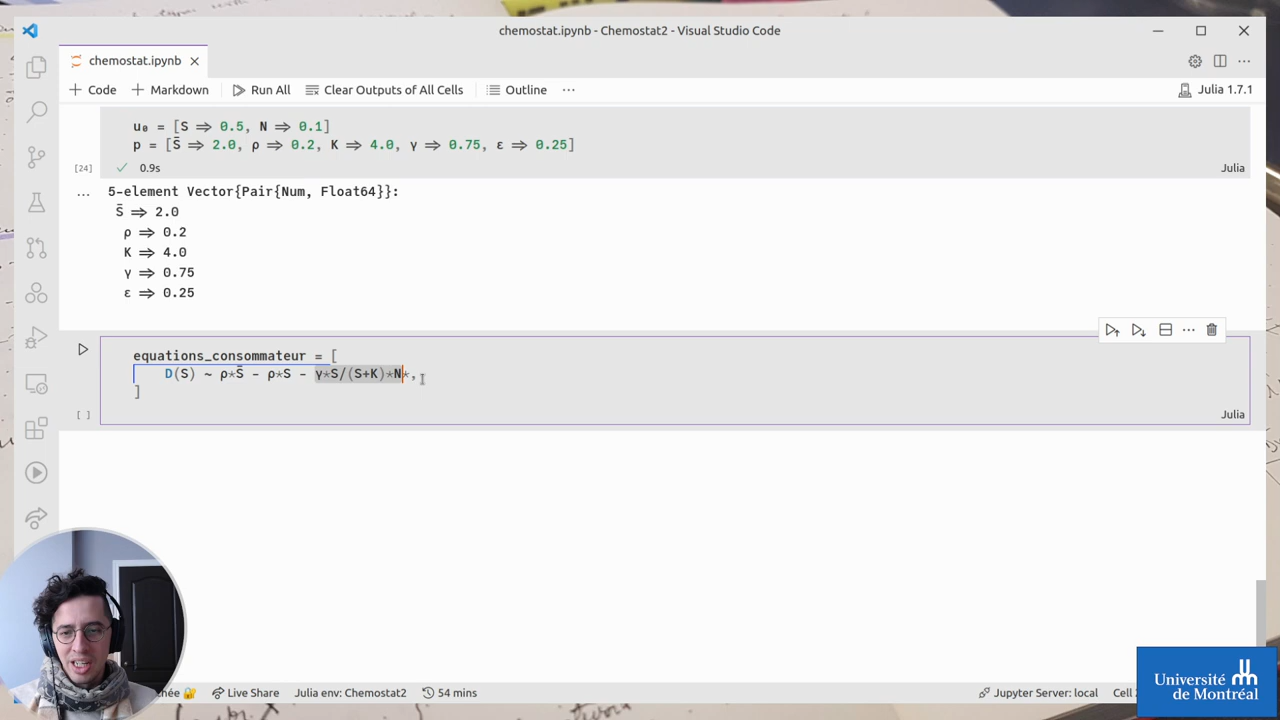 chemostat.ipynb - Chemostat2 - Visual Studio Code
chemostat.ipynb
Code Markdown Run All Clear Outputs of All Cells Outline ... Julia 1.7.1
u₀ = [S => 0.5, N => 0.1]
p = [S̄ => 2.0, ρ => 0.2, K => 4.0, γ => 0.75, ε => 0.25]
[24] ✓ 0.9s Julia
... 5-element Vector{Pair{Num, Float64}}:
S̄ => 2.0
ρ => 0.2
K => 4.0
γ => 0.75
ε => 0.25
equations_consommateur = [
D(S) ~ ρ*S̄ - ρ*S - γ*S/(S+K)*N*,
]
[ ] Julia
Live Share Julia env: Chemostat2 54 mins Jupyter Server: local Cell
Université
de Montréal